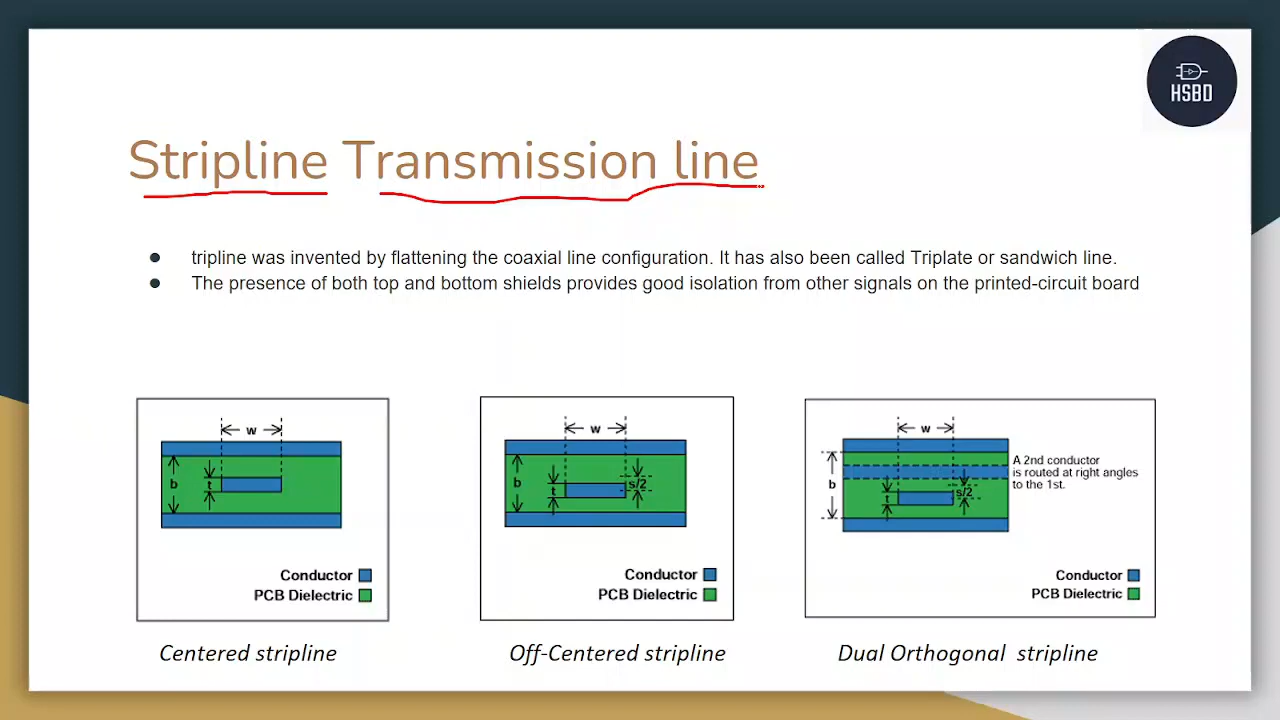 HSBD
Stripline Transmission line
● tripline was invented by flattening the coaxial line configuration. It has also been called Triplate or sandwich line.
● The presence of both top and bottom shields provides good isolation from other signals on the printed-circuit board
w
b
t
Conductor
PCB Dielectric
Centered stripline
w
b
t
s/2
Conductor
PCB Dielectric
Off-Centered stripline
w
b
t
s/2
A 2nd conductor
is routed at right angles
to the 1st.
Conductor
PCB Dielectric
Dual Orthogonal stripline